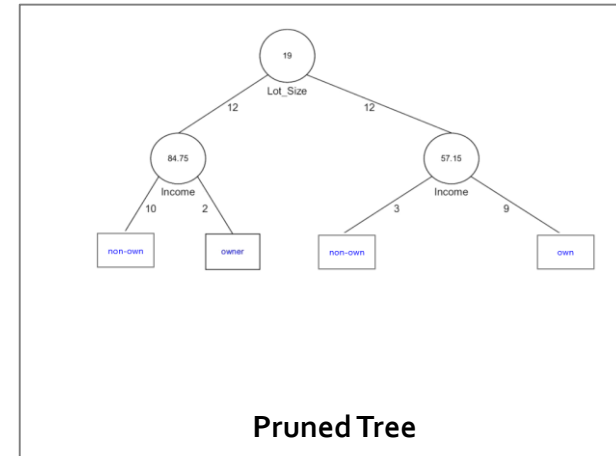 19
Lot_Size
12 12
84.75 57.15
Income Income
10 2 3 9
non-own owner non-own own
Pruned Tree